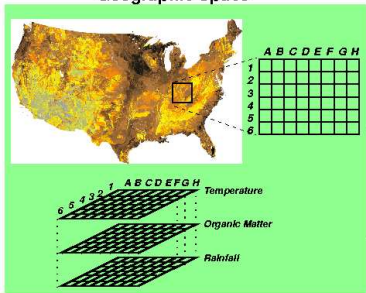 Geographic Space
A B C D E F G H
1
2
3
4
5
6
6 5 4 3 2 1 A B C D E F G H
Temperature
Organic Matter
Rainfall